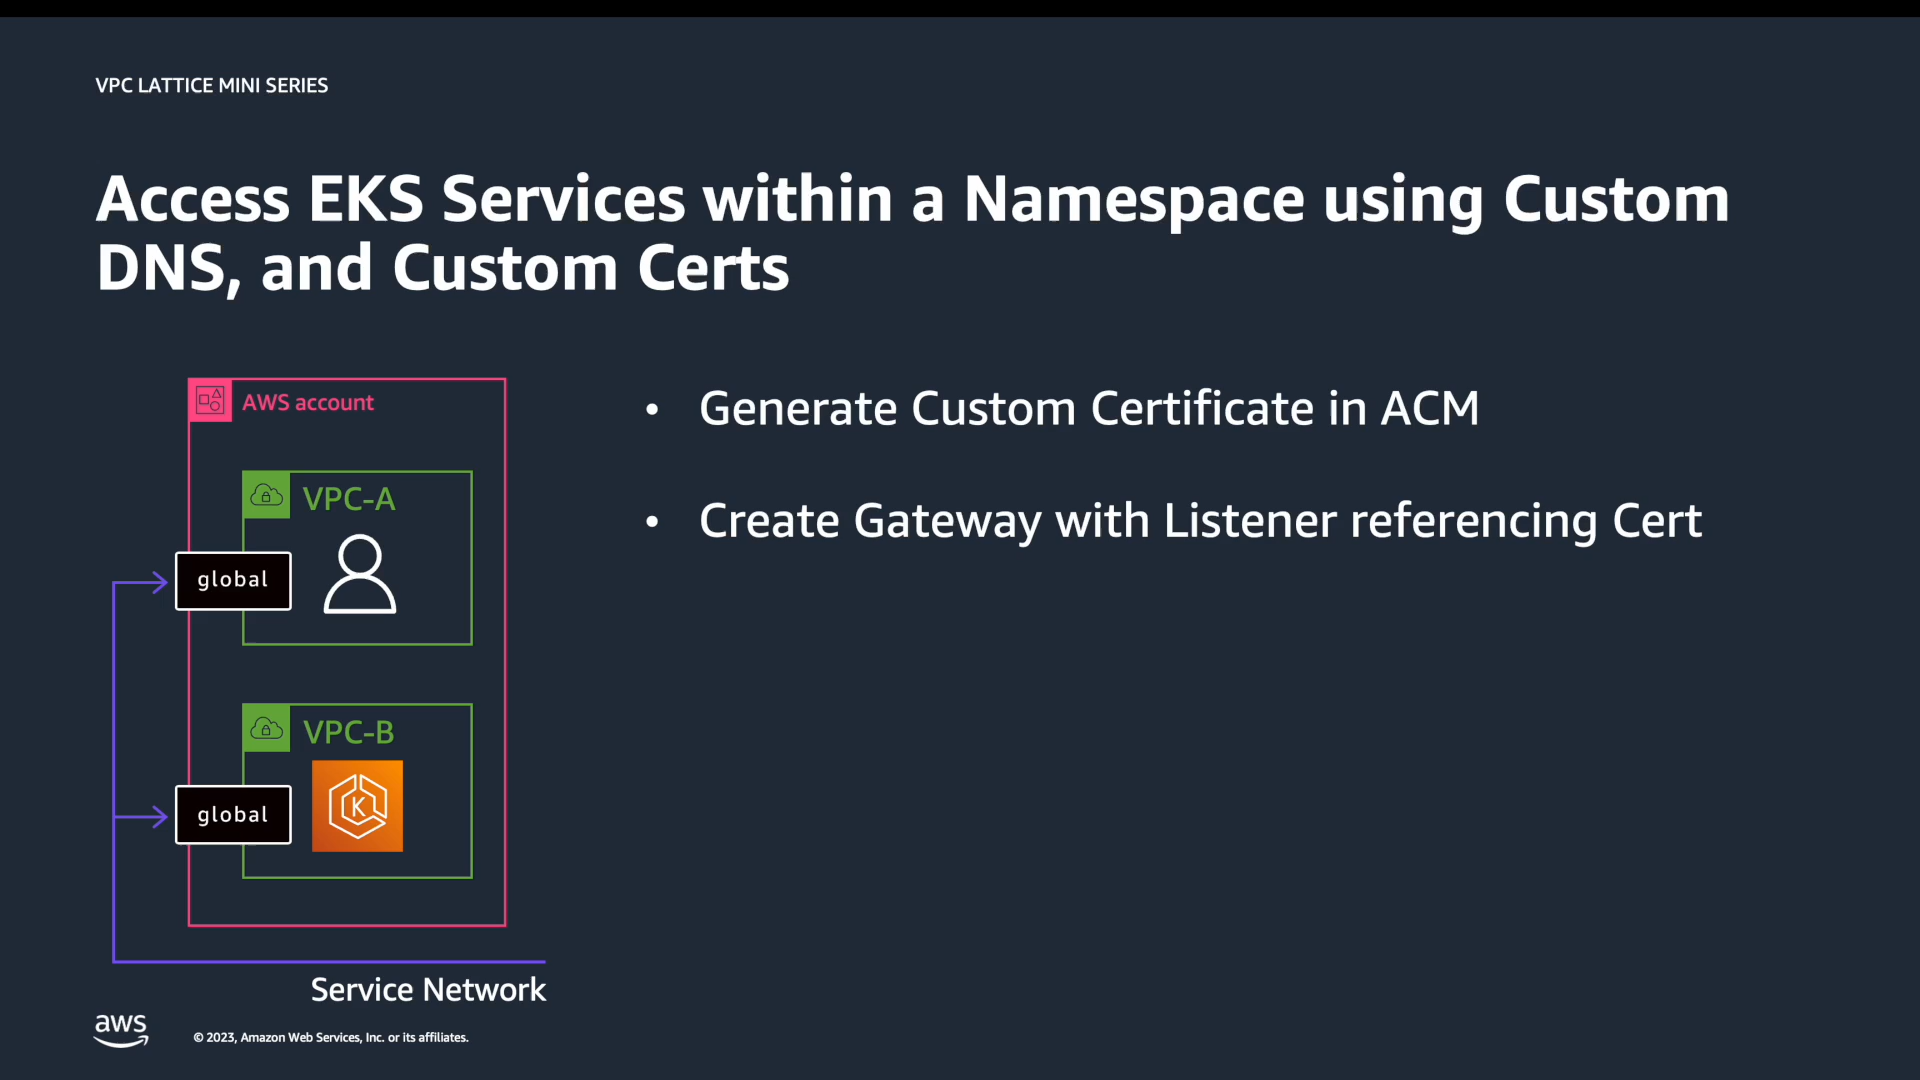 VPC LATTICE MINI SERIES
Access EKS Services within a Namespace using Custom
DNS, and Custom Certs
AWS account
VPC-A
global
VPC-B
K
global
Service Network
• Generate Custom Certificate in ACM
• Create Gateway with Listener referencing Cert
aws
© 2023, Amazon Web Services, Inc. or its affiliates.